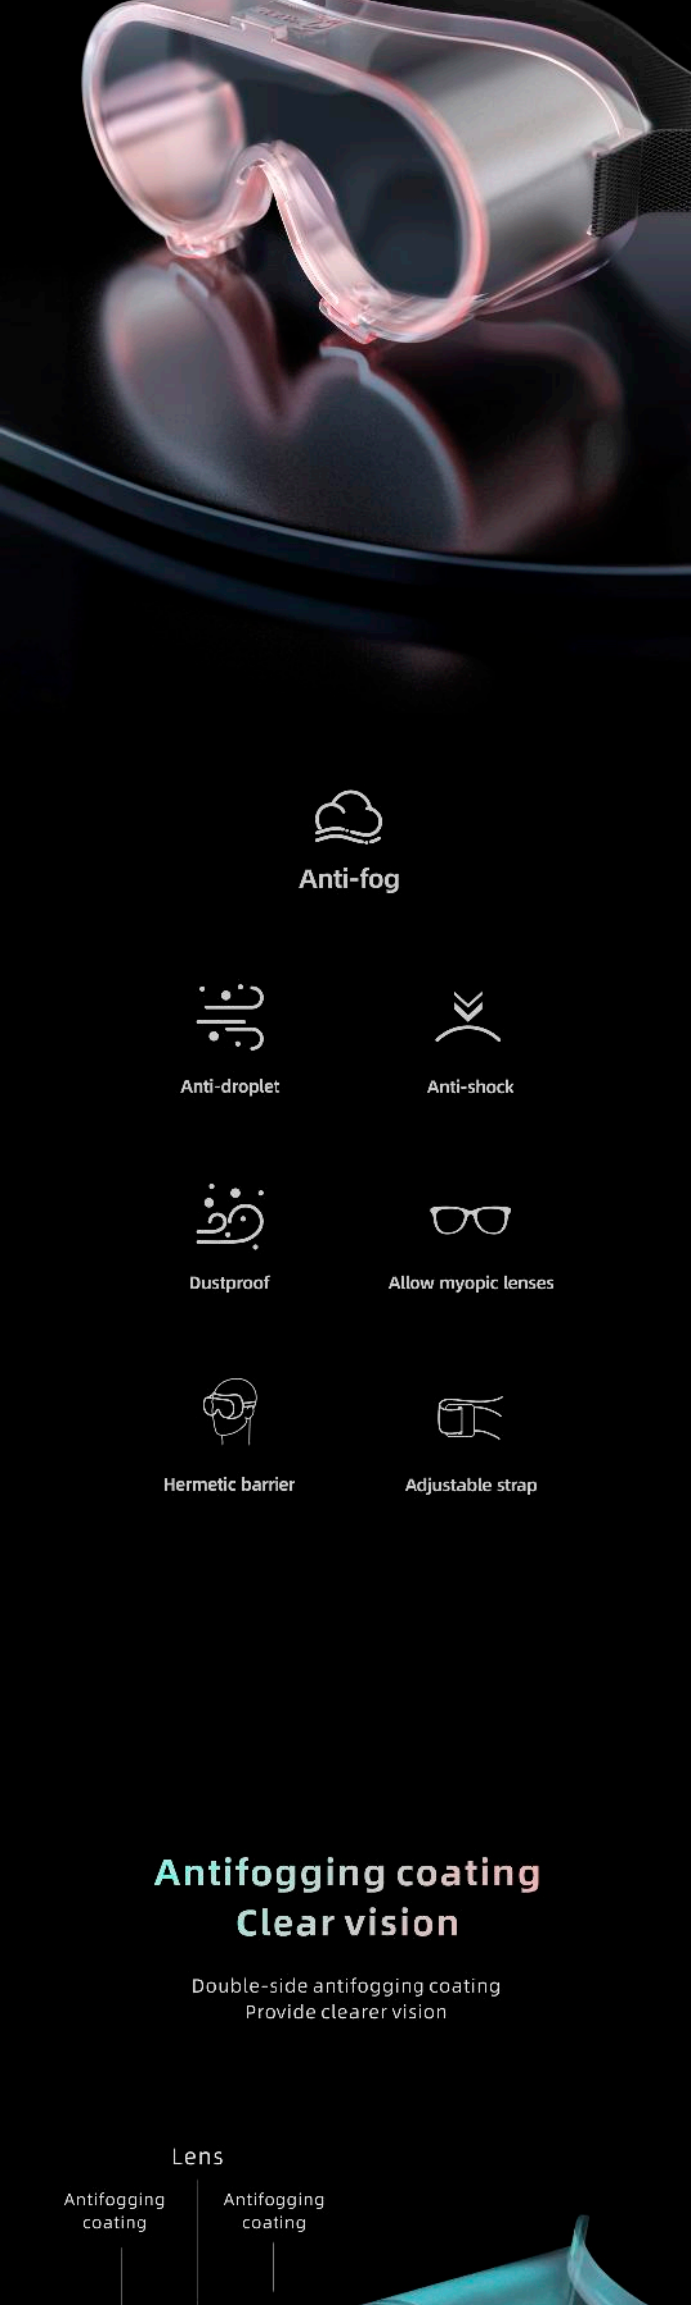 Anti-fog
Anti-droplet
Anti-shock
Dustproof
Allow myopic lenses
Hermetic barrier
Adjustable strap
Antifogging coating
Clear vision
Double-side antifogging coating
Provide clearer vision
Lens
Antifogging
coating
Antifogging
coating